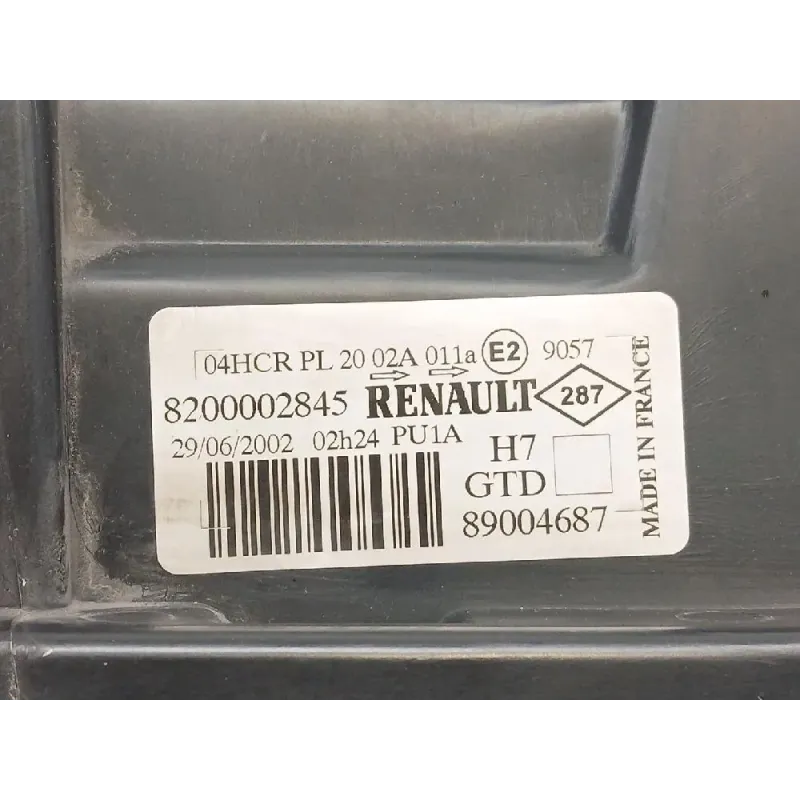 04HCR PL 20 02A 011a E2 9057
8200002845 RENAULT 287
29/06/2002 02h24 PU1A H7
GTD
89004687
MADE IN FRANCE